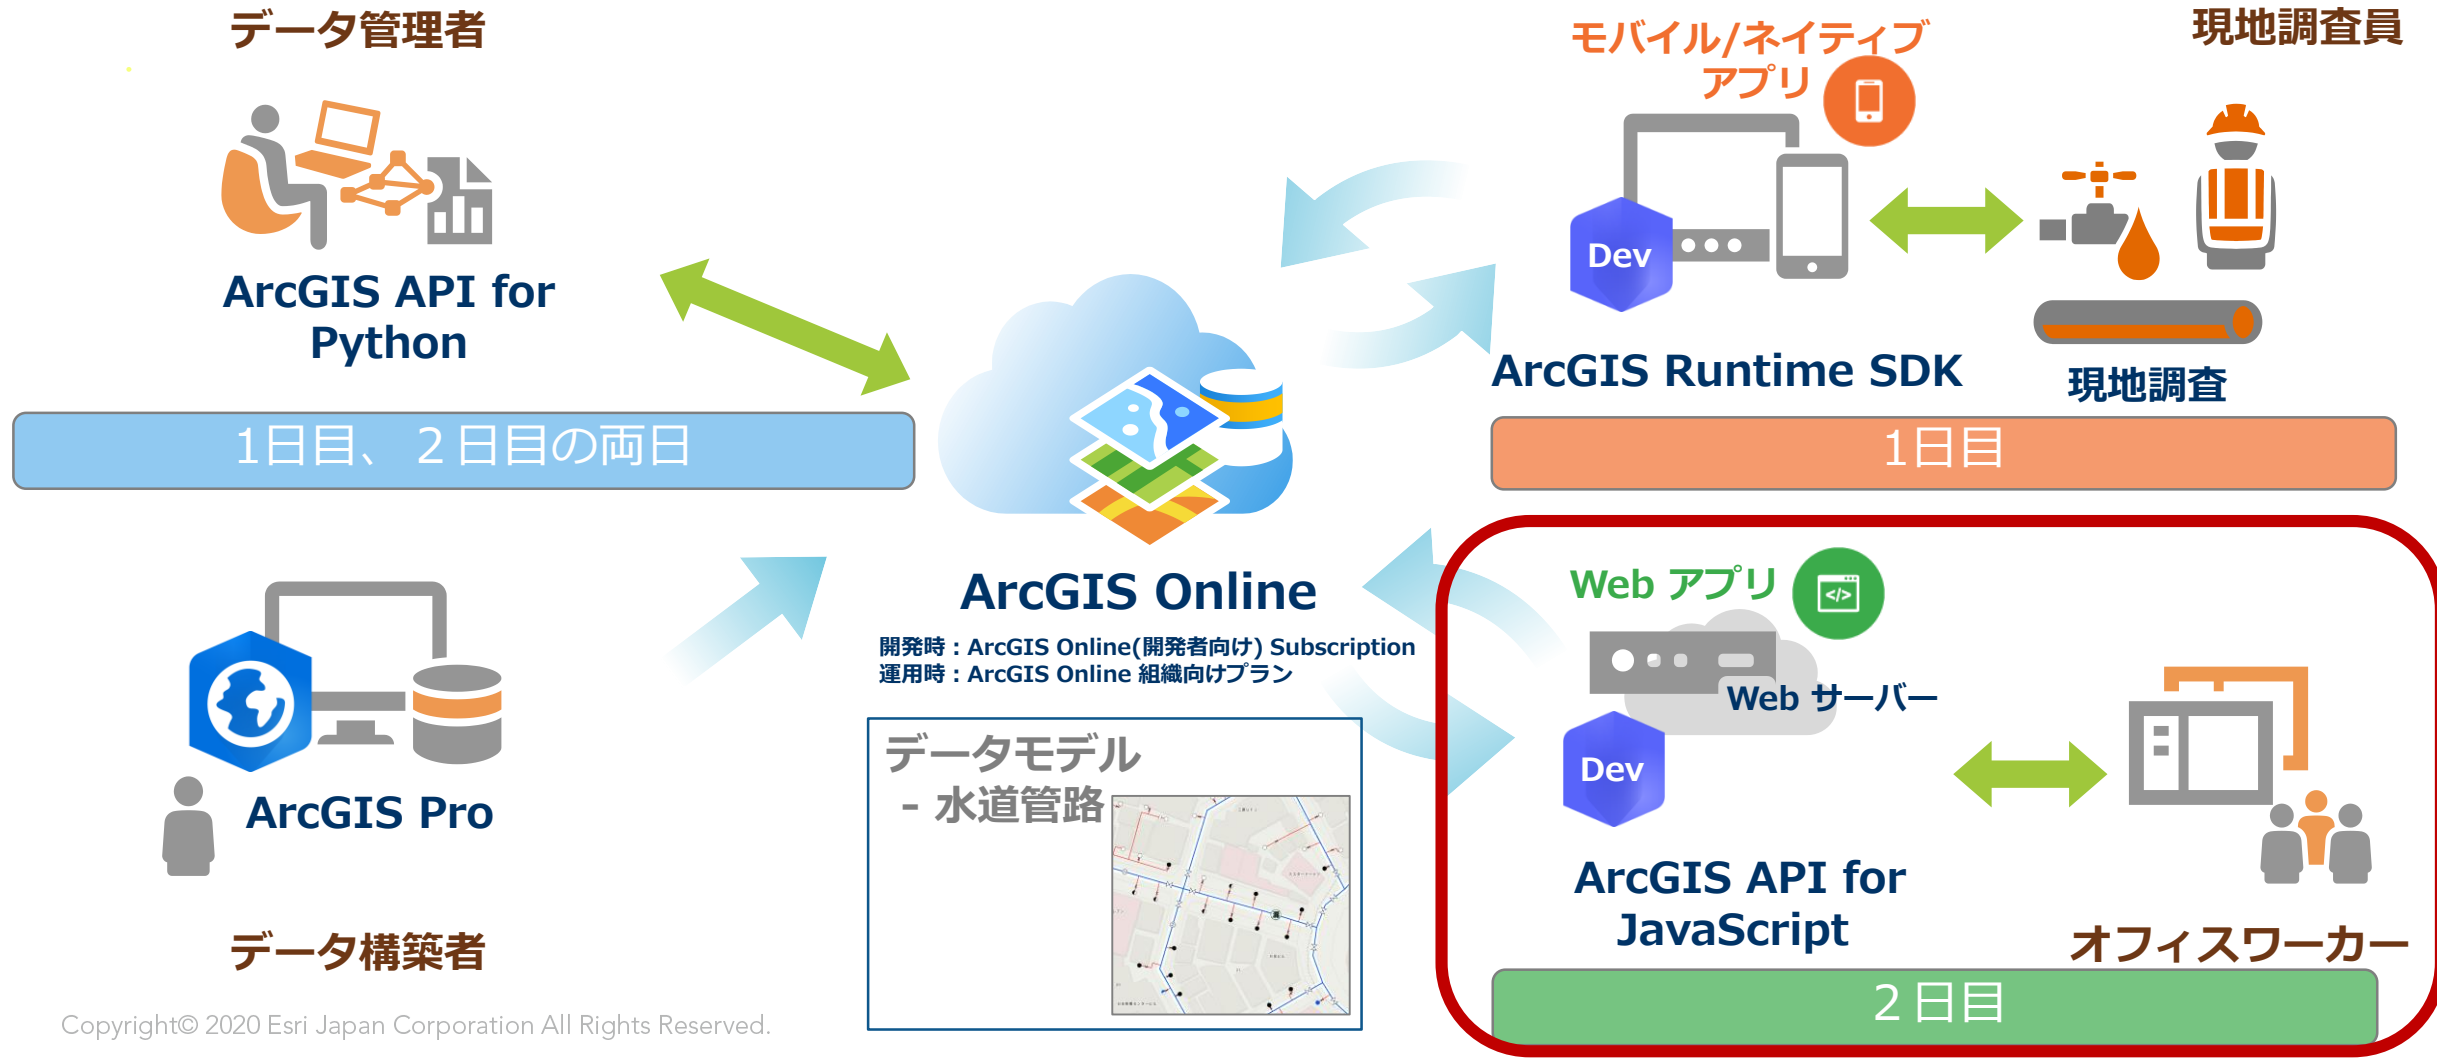 データ管理者
ArcGIS API for
Python
1日目、２日目の両日
ArcGIS Pro
データ構築者
ArcGIS Online
開発時：ArcGIS Online(開発者向け) Subscription
運用時：ArcGIS Online 組織向けプラン
データモデル
- 水道管路
モバイル/ネイティブ
アプリ
Dev
ArcGIS Runtime SDK
現地調査員
現地調査
1日目
Web アプリ
</>
Web サーバー
Dev
ArcGIS API for
JavaScript
オフィスワーカー
２日目
Copyright© 2020 Esri Japan Corporation All Rights Reserved.